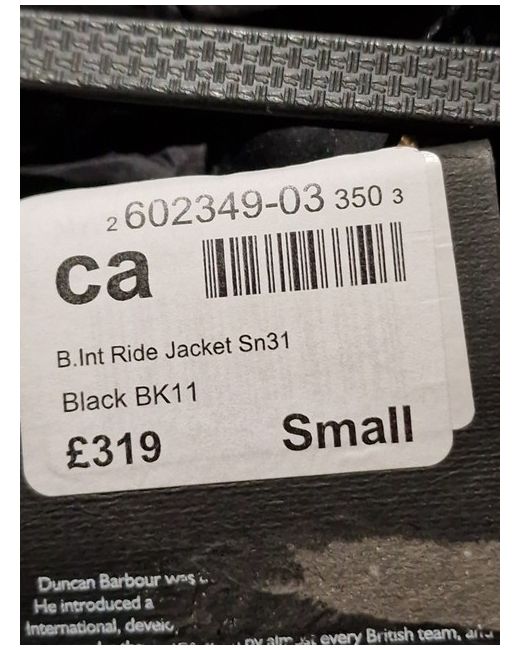 2 602349-03 350 3
ca
B.Int Ride Jacket Sn31
Black BK11
£319 Small
Duncan Barbour was
He introduced a
International,
every British team,